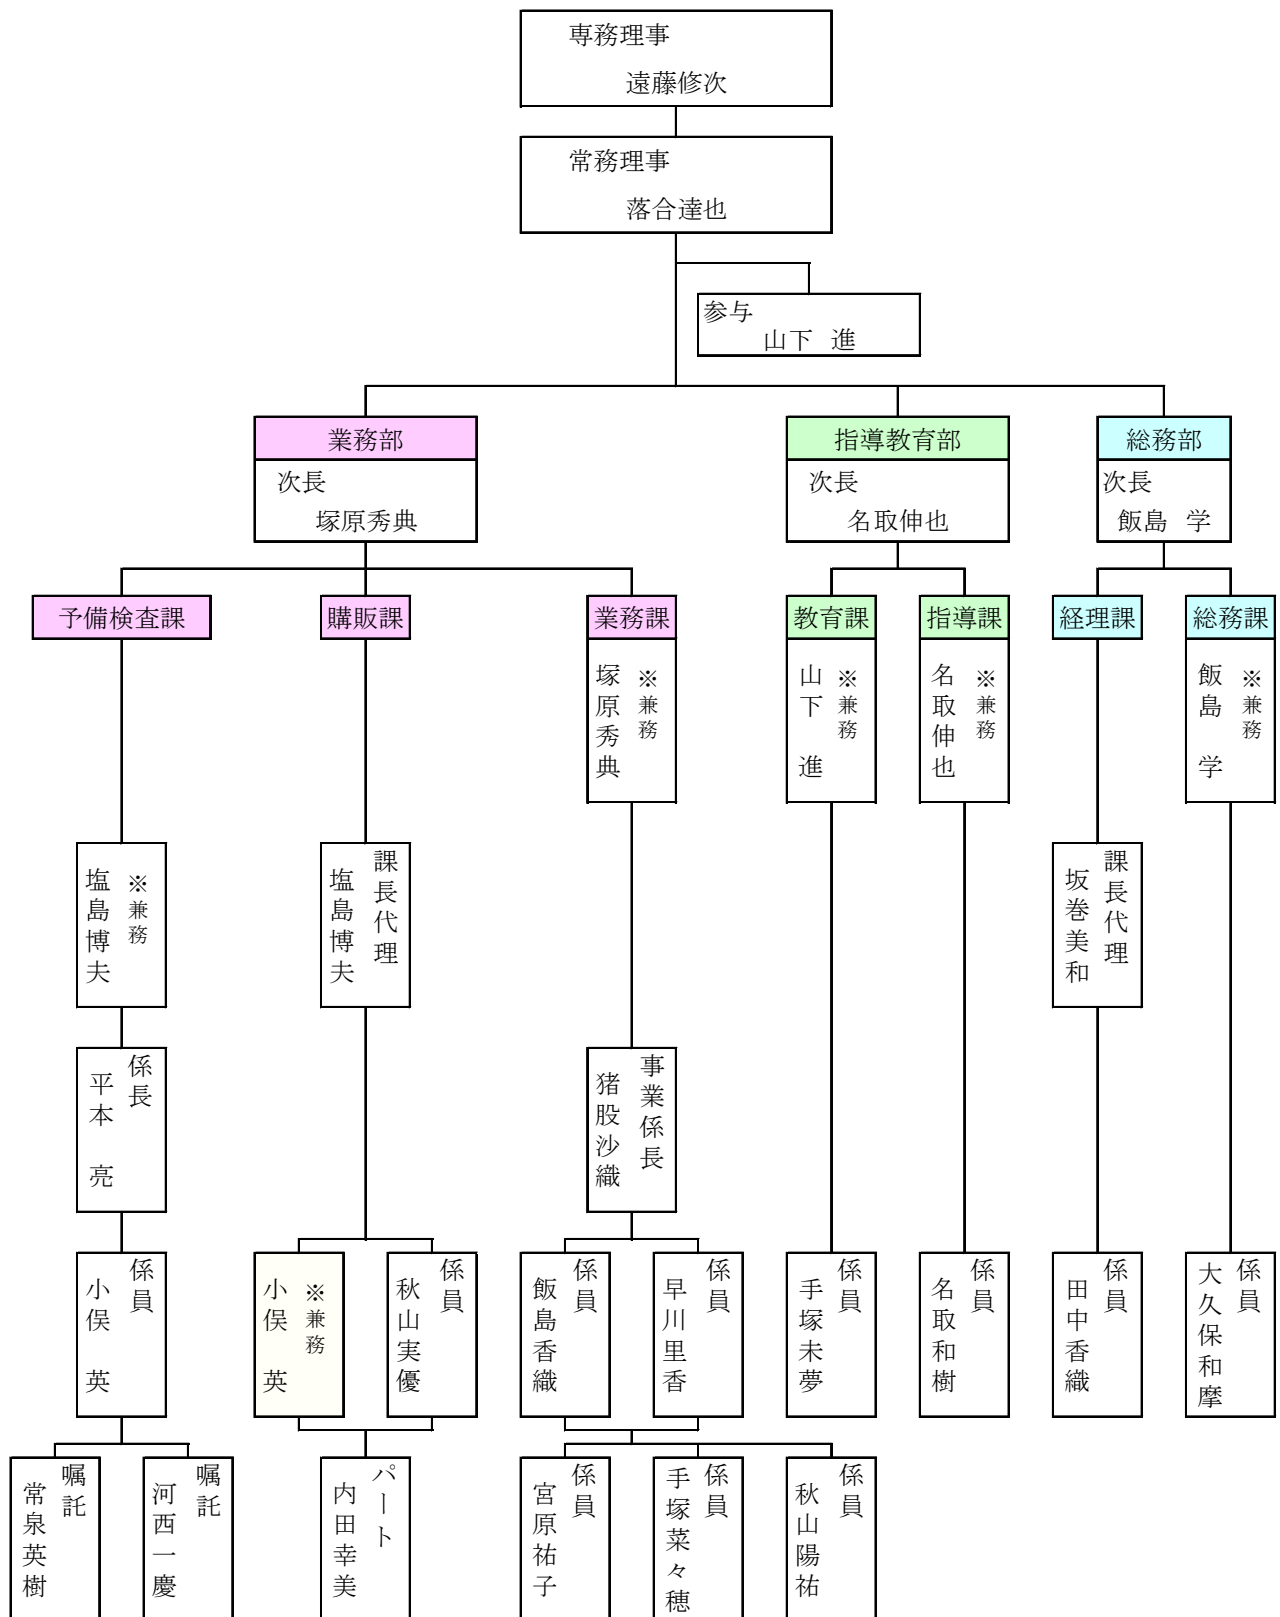 専務理事
遠藤修次
常務理事
落合達也
参与
山下 進
業務部
次長
塚原秀典
指導教育部
次長
名取伸也
総務部
次長
飯島 学
予備検査課
購販課
業務課
※兼務
塚原秀典
教育課
※兼務
山下 進
指導課
※兼務
名取伸也
経理課
総務課
※兼務
飯島 学
※兼務
塩島博夫
課長代理
塩島博夫
課長代理
坂巻美和
係長
平本 亮
事業係長
猪股沙織
係員
小俣 英
※兼務
小俣 英
係員
秋山実優
係員
飯島香織
係員
早川里香
係員
手塚未夢
係員
名取和樹
係員
田中香織
係員
大久保和摩
嘱託
常泉英樹
嘱託
河西一慶
パート
内田幸美
係員
宮原祐子
係員
手塚菜々穂
係員
秋山陽祐